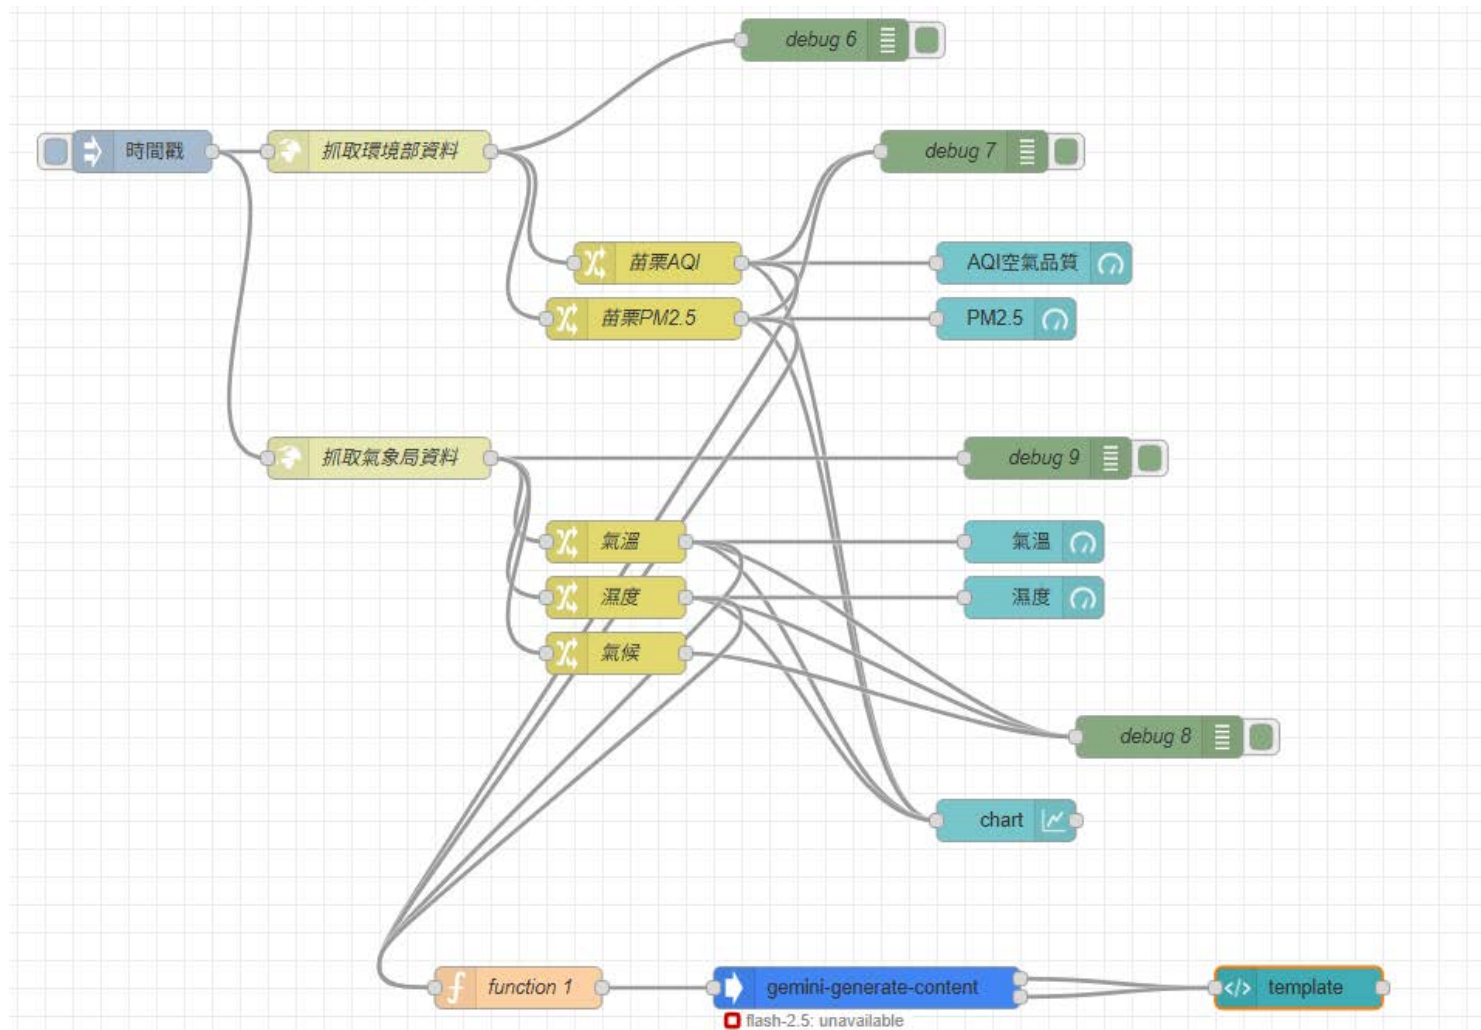 debug 6
時間戳
抓取環境部資料
debug 7
苗栗AQI
AQI空氣品質
苗栗PM2.5
PM2.5
抓取氣象局資料
debug 9
氣溫
氣溫
濕度
濕度
氣候
debug 8
chart
function 1
gemini-generate-content
template
flash-2.5: unavailable